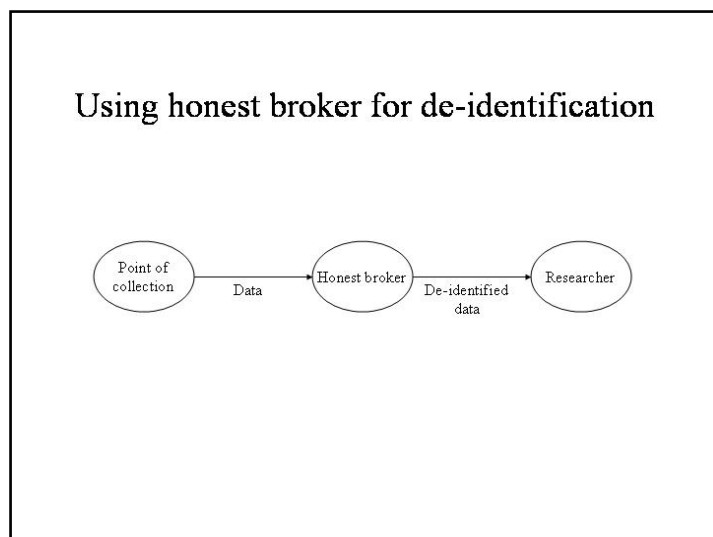 Using honest broker for de-identification
Point of
collection
Data
Honest broker
De-identified
data
Researcher